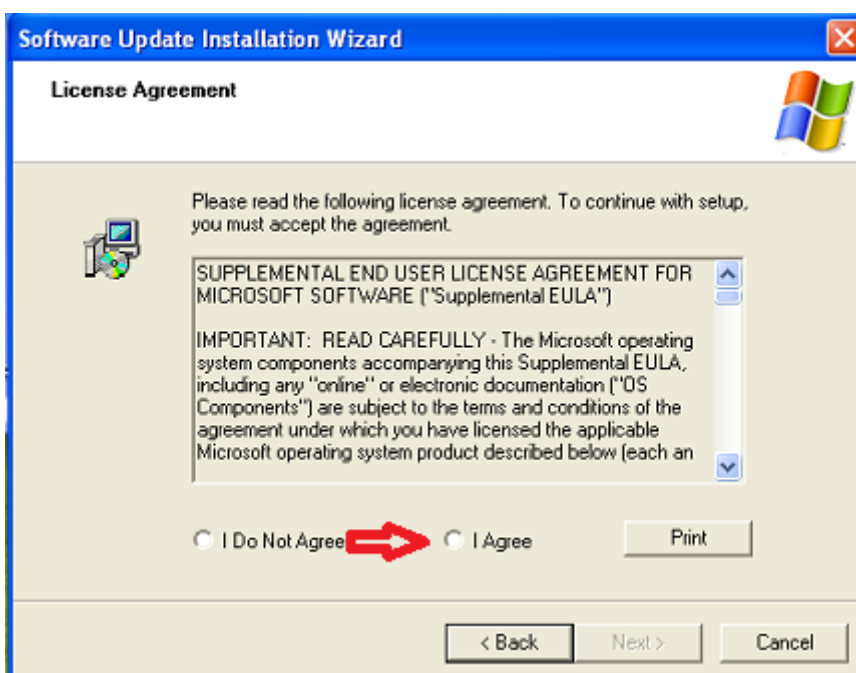 Software Update Installation Wizard
License Agreement
Please read the following license agreement. To continue with setup,
you must accept the agreement.
SUPPLEMENTAL END USER LICENSE AGREEMENT FOR
MICROSOFT SOFTWARE ("Supplemental EULA")
IMPORTANT: READ CAREFULLY - The Microsoft operating
system components accompanying this Supplemental EULA,
including any "online" or electronic documentation ("OS
Components") are subject to the terms and conditions of the
agreement under which you have licensed the applicable
Microsoft operating system product described below (each an
I Do Not Agree I Agree Print
< Back Next > Cancel